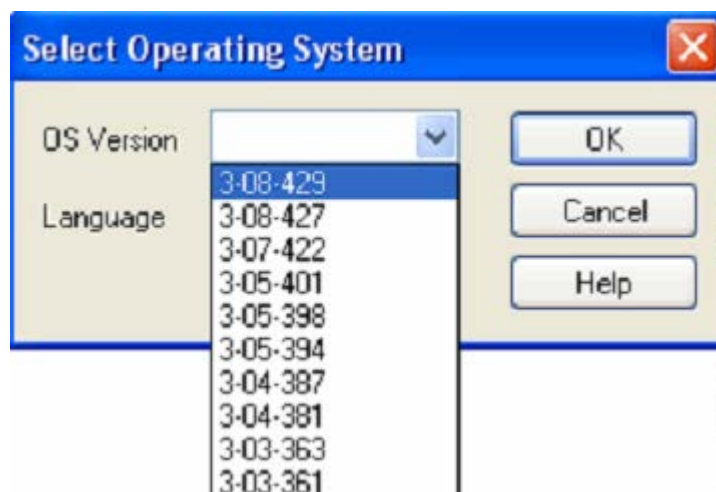 Select Operating System
OS Version
OK
3-08-429
Language
3-08-427
Cancel
3-07-422
3-05-401
Help
3-05-398
3-05-394
3-04-387
3-04-381
3-03-363
3-03-361